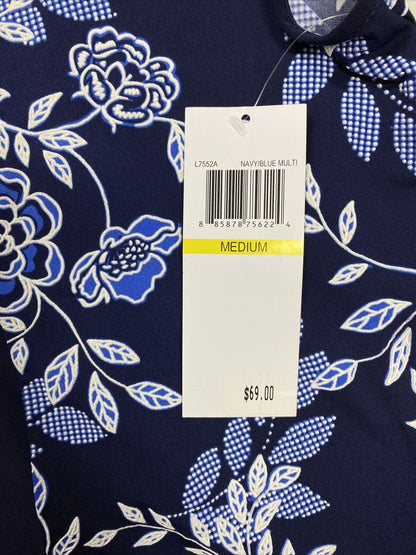 L7552A NAVY/BLUE MULTI
8 85878 75622 4
MEDIUM
$69.00